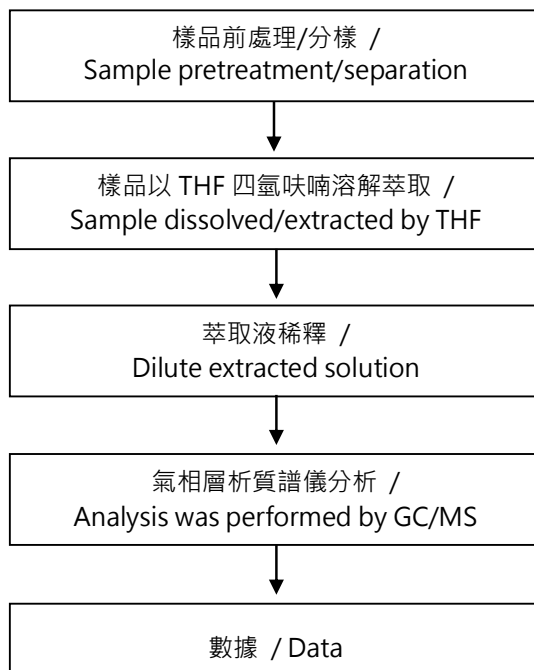 樣品前處理/分樣 /
Sample pretreatment/separation
樣品以 THF 四氫呋喃溶解萃取 /
Sample dissolved/extracted by THF
萃取液稀釋 /
Dilute extracted solution
氣相層析質譜儀分析 /
Analysis was performed by GC/MS
數據 / Data